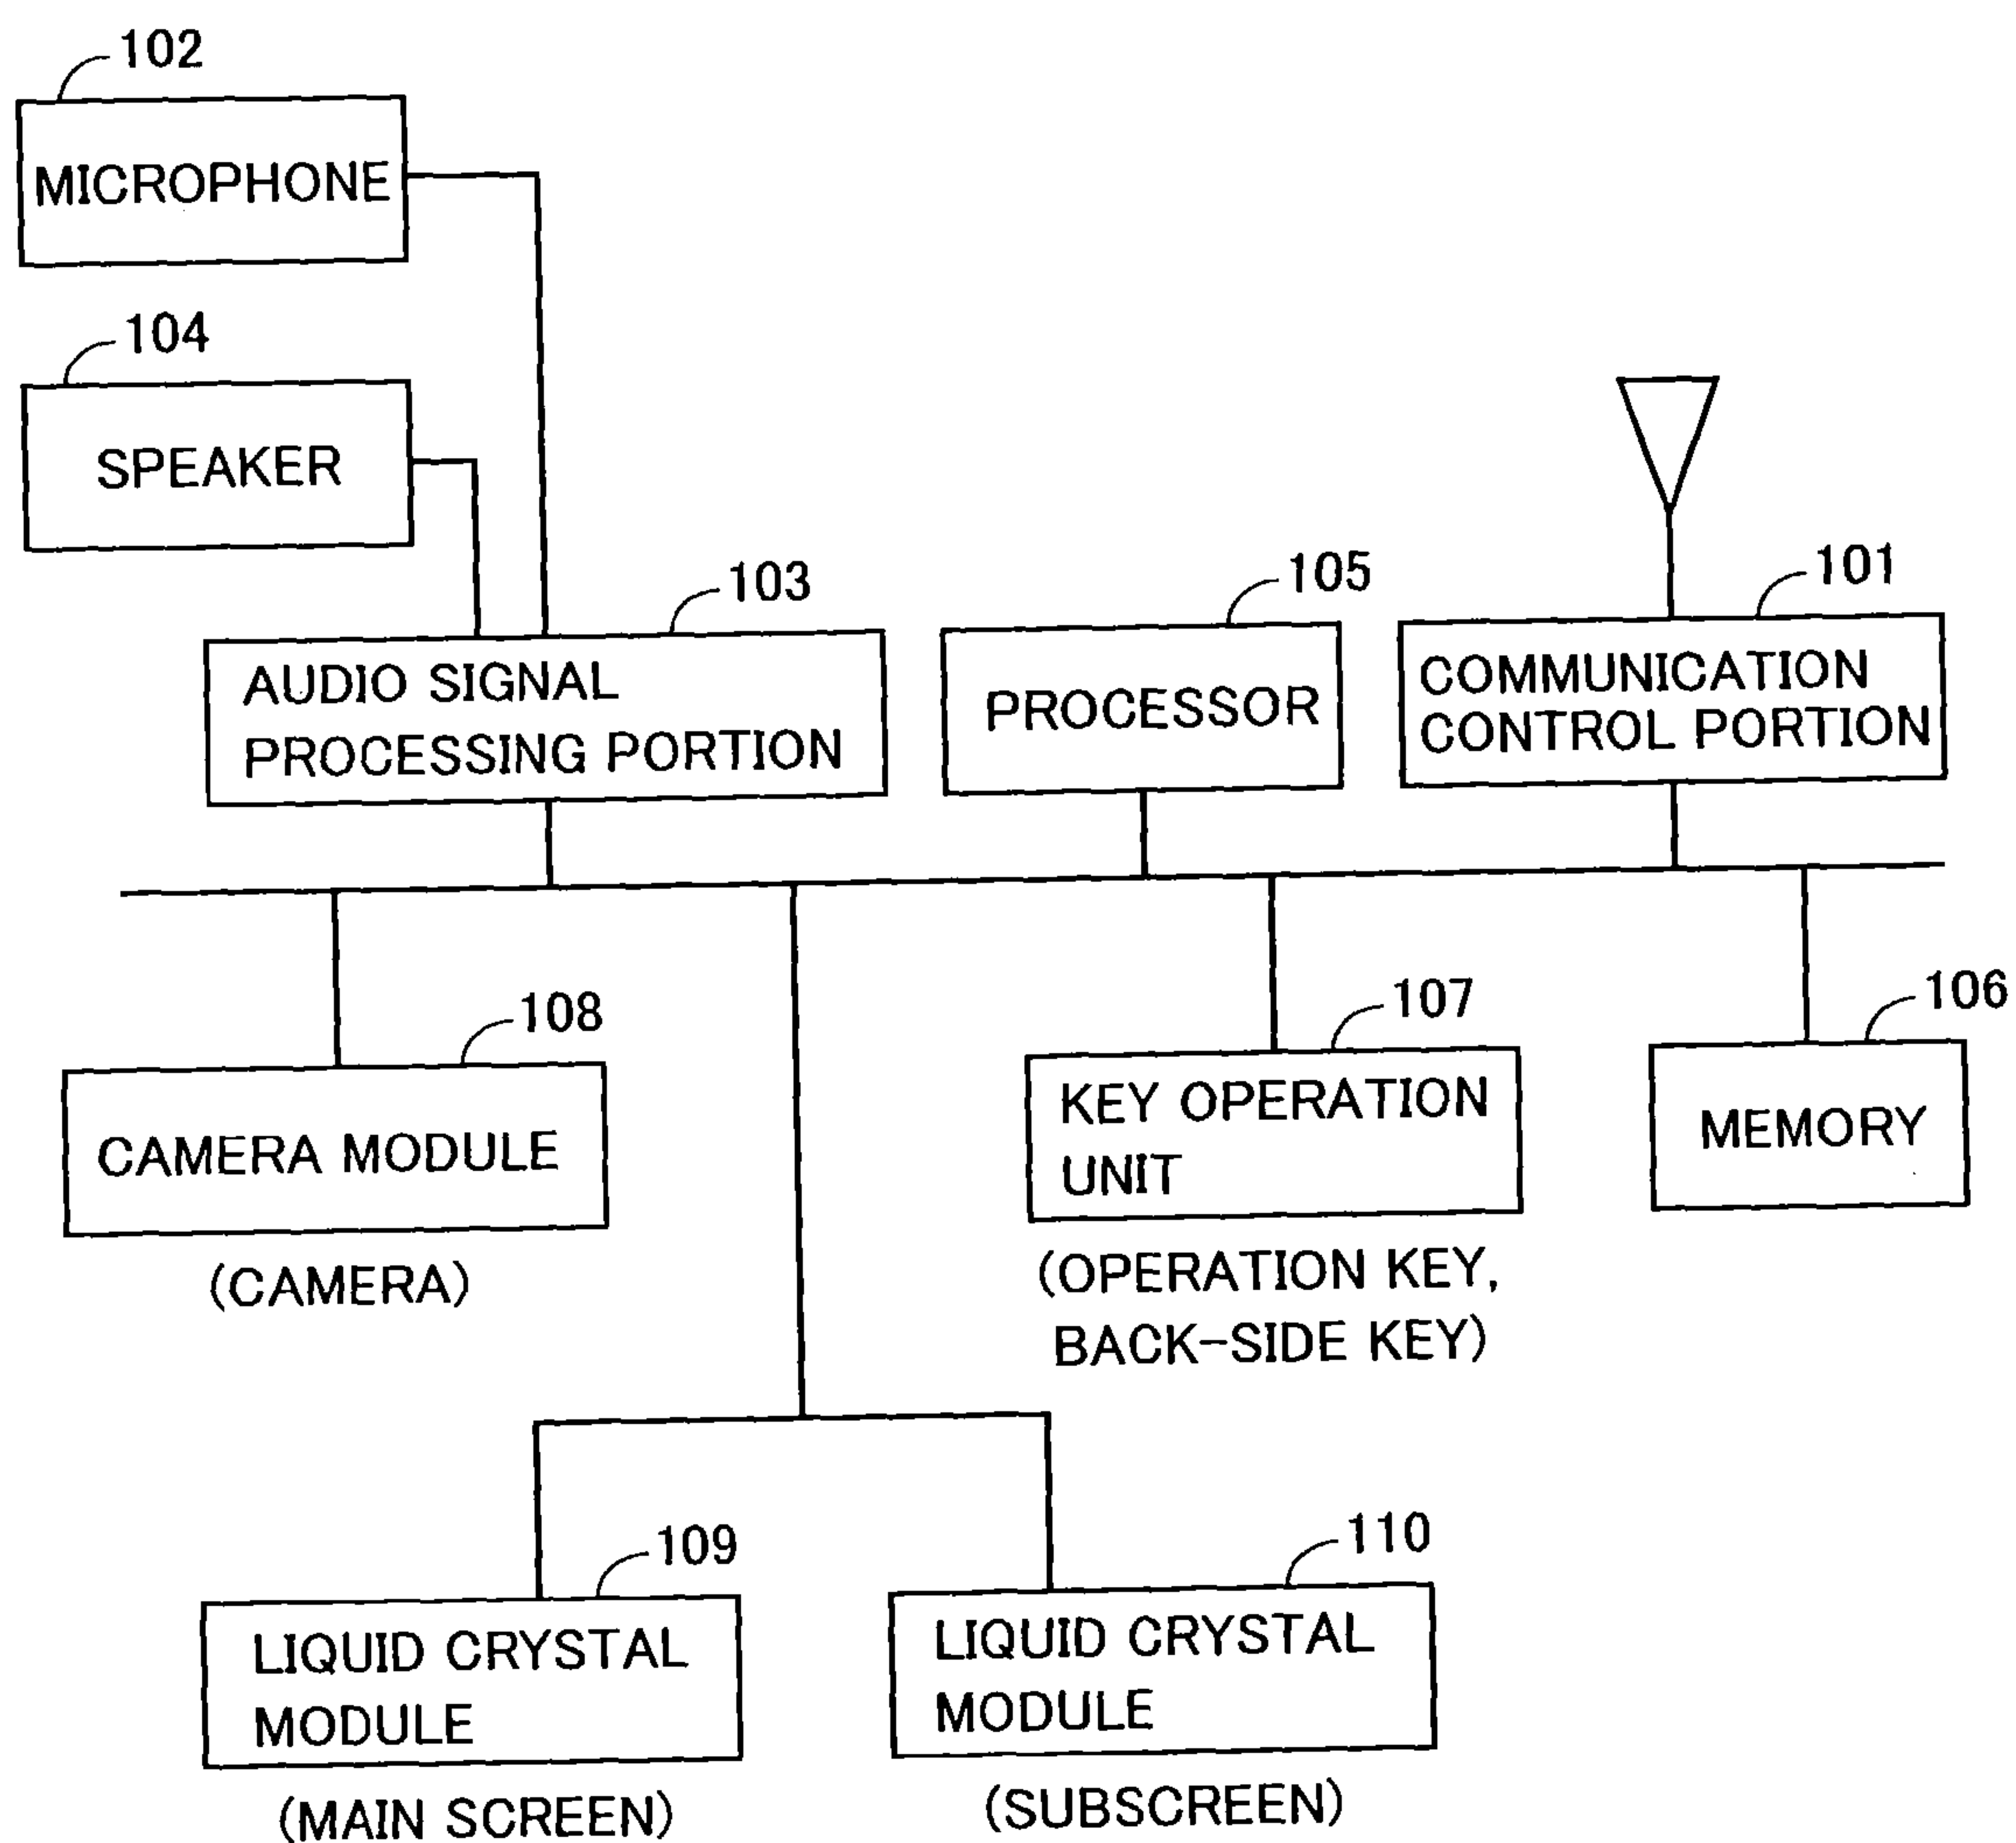 102
MICROPHONE
104
SPEAKER
103
AUDIO SIGNAL
PROCESSING PORTION
105
PROCESSOR
101
COMMUNICATION
CONTROL PORTION
108
CAMERA MODULE
(CAMERA)
107
KEY OPERATION
UNIT
(OPERATION KEY,
BACK-SIDE KEY)
106
MEMORY
109
LIQUID CRYSTAL
MODULE
(MAIN SCREEN)
110
LIQUID CRYSTAL
MODULE
(SUBSCREEN)